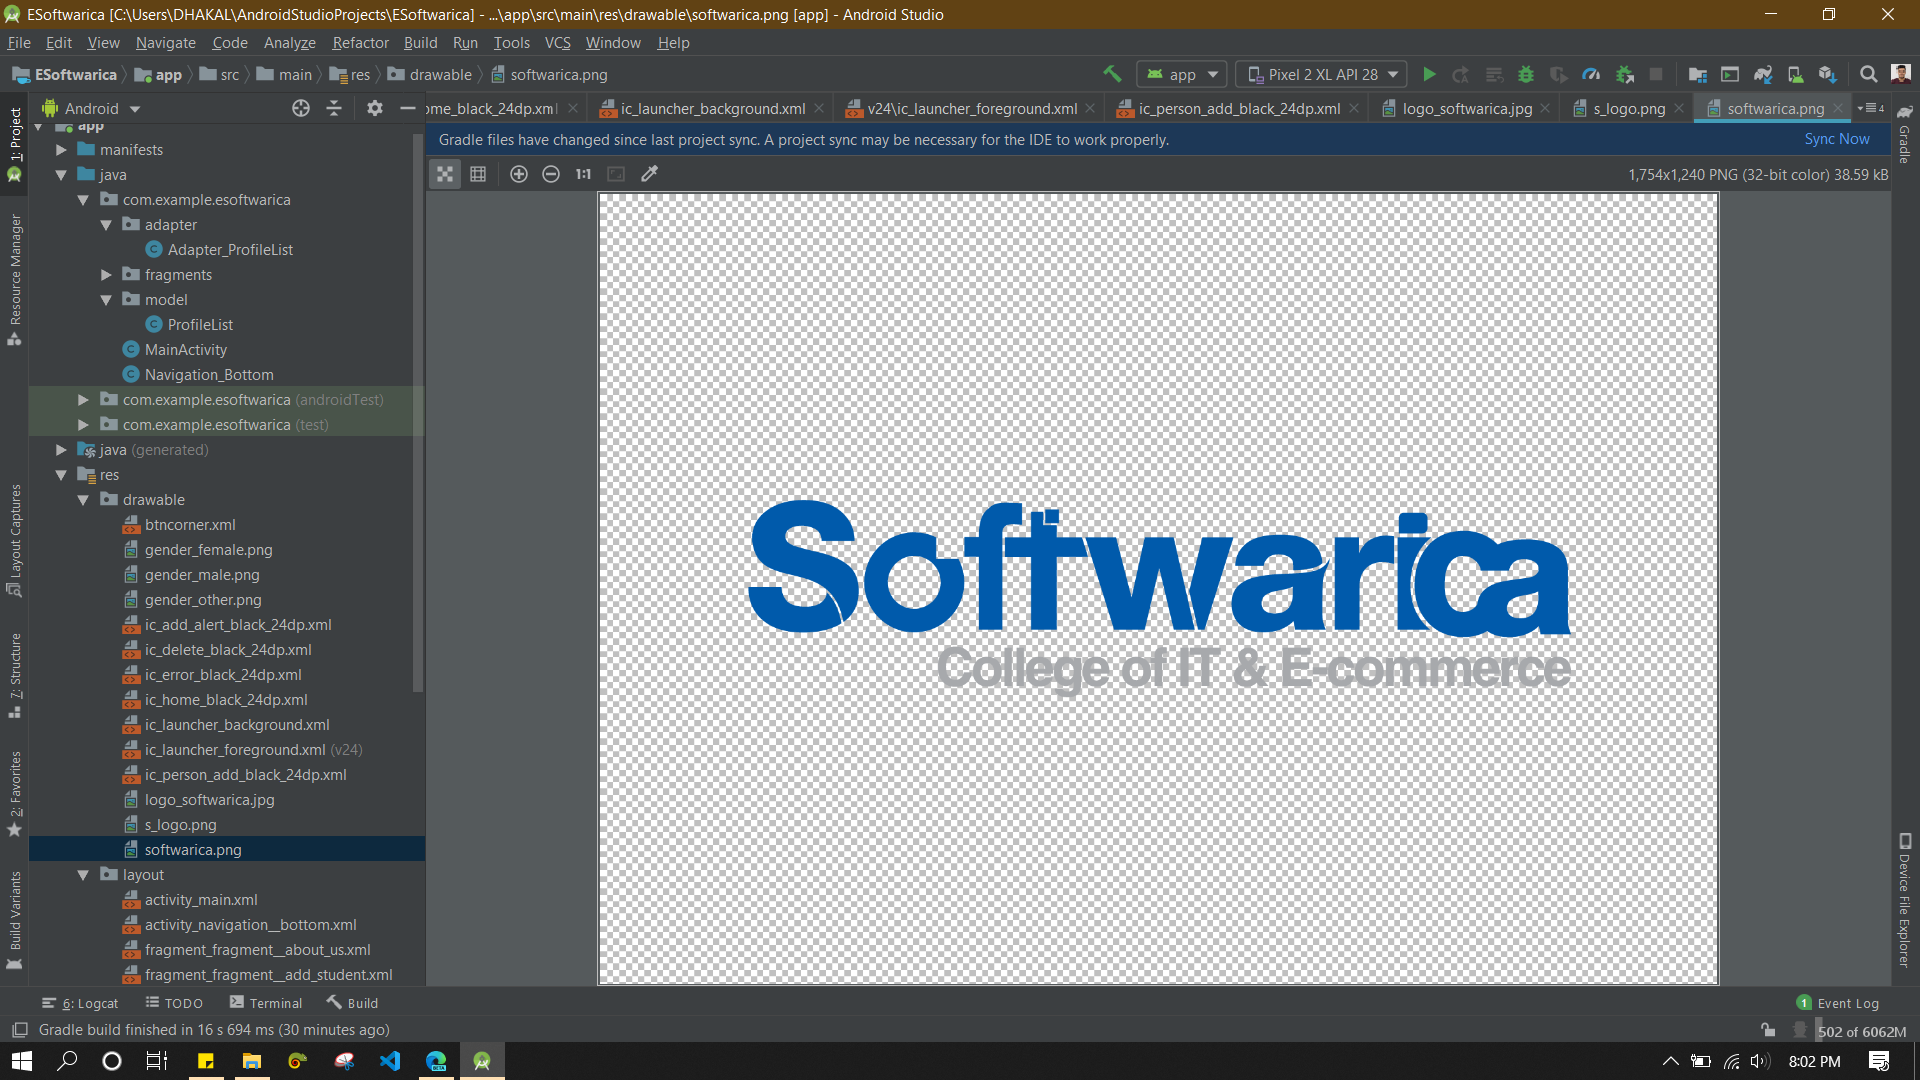 ESoftwarica [C:\Users\DHAKAL\AndroidStudioProjects\ESoftwarica] - ...\app\src\main\res\drawable\softwarica.png [app] - Android Studio
File Edit View Navigate Code Analyze Refactor Build Run Tools VCS Window Help
ESoftwarica app src main res drawable softwarica.png app Pixel 2 XL API 28
Android ome_black_24dp.xml ic_launcher_background.xml v24\ic_launcher_foreground.xml ic_person_add_black_24dp.xml logo_softwarica.jpg s_logo.png softwarica.png 4
Gradle files have changed since last project sync. A project sync may be necessary for the IDE to work properly. Sync Now
1:1 1,754x1,240 PNG (32-bit color) 38.59 kB
1: Project
Resource Manager
Layout Captures
7: Structure
2: Favorites
Build Variants
app
manifests
java
com.example.esoftwarica
adapter
Adapter_ProfileList
fragments
model
ProfileList
MainActivity
Navigation_Bottom
com.example.esoftwarica (androidTest)
com.example.esoftwarica (test)
java (generated)
res
drawable
btncorner.xml
gender_female.png
gender_male.png
gender_other.png
ic_add_alert_black_24dp.xml
ic_delete_black_24dp.xml
ic_error_black_24dp.xml
ic_home_black_24dp.xml
ic_launcher_background.xml
ic_launcher_foreground.xml (v24)
ic_person_add_black_24dp.xml
logo_softwarica.jpg
s_logo.png
softwarica.png
layout
activity_main.xml
activity_navigation__bottom.xml
fragment_fragment__about_us.xml
fragment_fragment__add_student.xml
Softwarica
College of IT & E-commerce
Gradle
Device File Explorer
6: Logcat TODO Terminal Build 1 Event Log
Gradle build finished in 16 s 694 ms (30 minutes ago) 502 of 6062M
BETA 8:02 PM